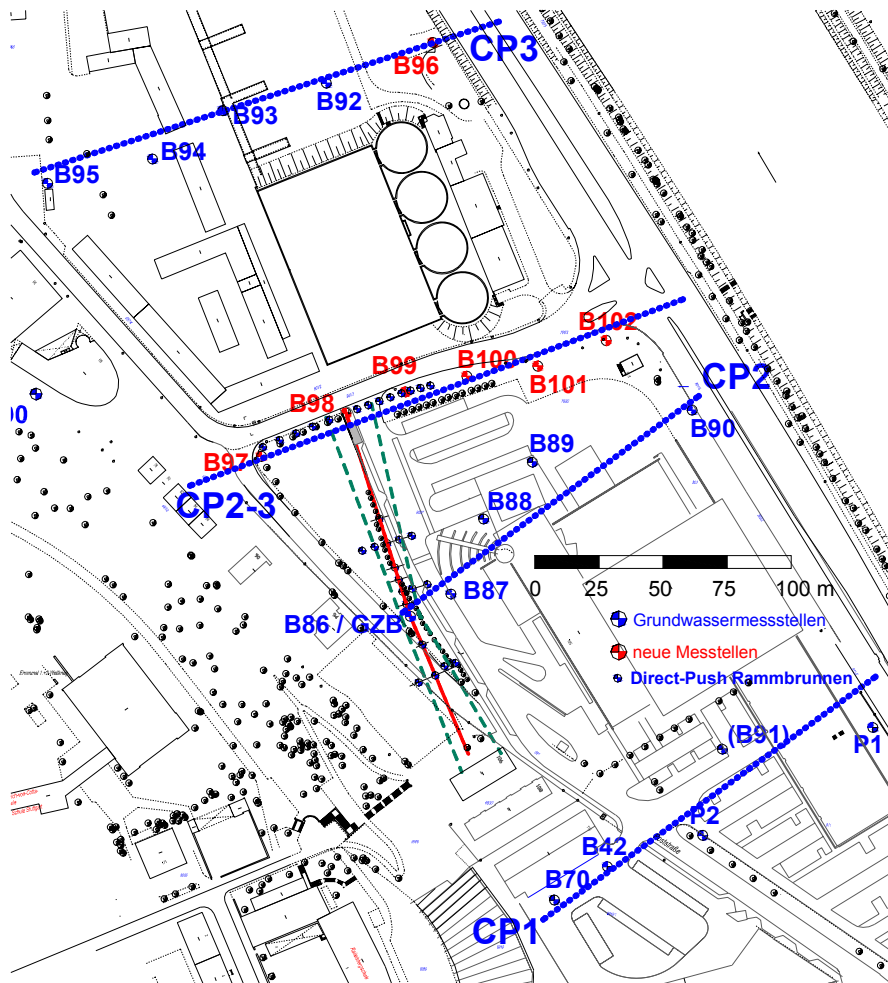 CP3
B96
B92
B93
B94
B95
B102
B99
B100
B101
CP2
B98
B90
B97
B89
CP2-3
B88
B87
0 25 50 75 100 m
B86 / GZB
Grundwassermessstellen
neue Messtellen
Direct-Push Rammbrunnen
(B91)
P1
P2
B42
B70
CP1